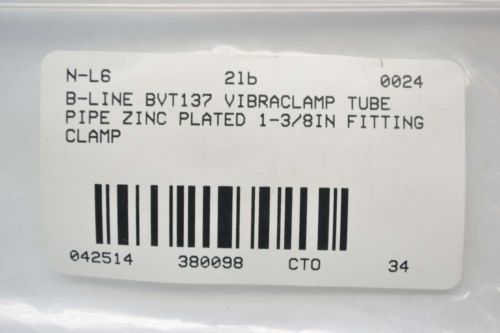 N-L6 2lb 0024
B-LINE BVT137 VIBRACLAMP TUBE
PIPE ZINC PLATED 1-3/8IN FITTING
CLAMP
042514 380098 CTO 34